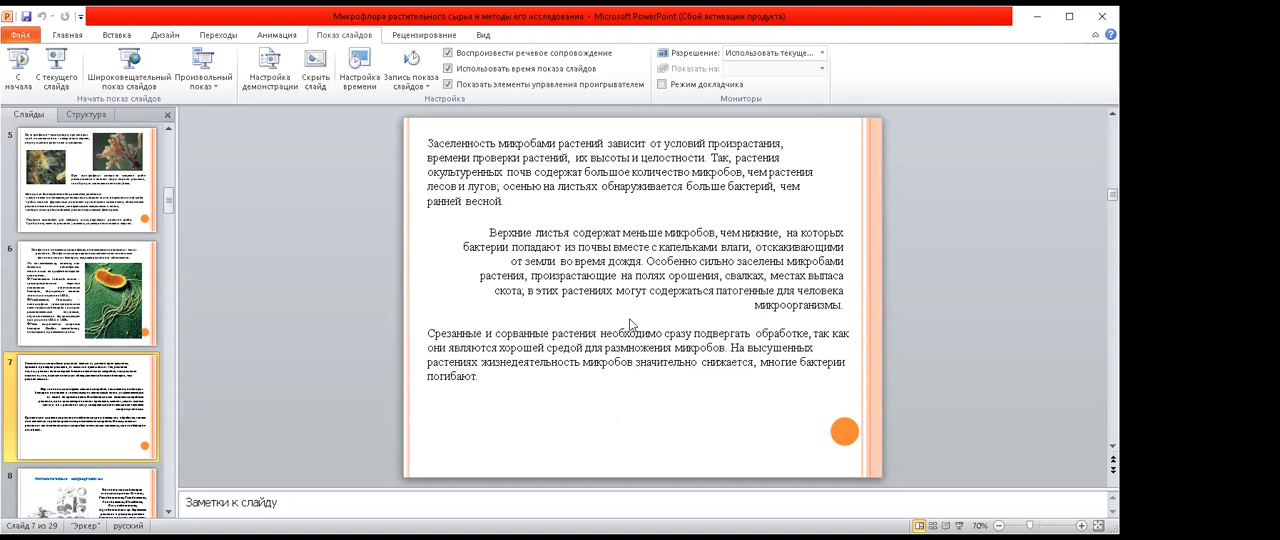 Микрофлора растительного сырья и методы его исследования - Microsoft PowerPoint (Сбой активации продукта)
Файл Главная Вставка Дизайн Переходы Анимация Показ слайдов Рецензирование Вид
С начала
С текущего слайда
Широковещательный показ слайдов
Произвольный показ
Начать показ слайдов
Настройка демонстрации
Скрыть слайд
Настройка времени
Запись показа слайдов
Воспроизвести речевое сопровождение
Использовать время показа слайдов
Показать элементы управления проигрывателем
Настройка
Разрешение: Использовать текуще...
Показать на:
Режим докладчика
Мониторы
Слайды Структура
5
6
7
8
Заселенность микробами растений зависит от условий произрастания,
времени проверки растений, их высоты и целостности. Так, растения
окультуренных почв содержат большое количество микробов, чем растения
лесов и лугов, осенью на листьях обнаруживается больше бактерий, чем
ранней весной.
Верхние листья содержат меньше микробов, чем нижние, на которых
бактерии попадают из почвы вместе с капельками влаги, отскакивающими
от земли во время дождя. Особенно сильно заселены микробами
растения, произрастающие на полях орошения, свалках, местах выпаса
скота, в этих растениях могут содержаться патогенные для человека
микроорганизмы.
Срезанные и сорванные растения необходимо сразу подвергать обработке, так как
они являются хорошей средой для размножения микробов. На высушенных
растениях жизнедеятельность микробов значительно снижается, многие бактерии
погибают.
Заметки к слайду
Слайд 7 из 29 "Эркер" русский 70%